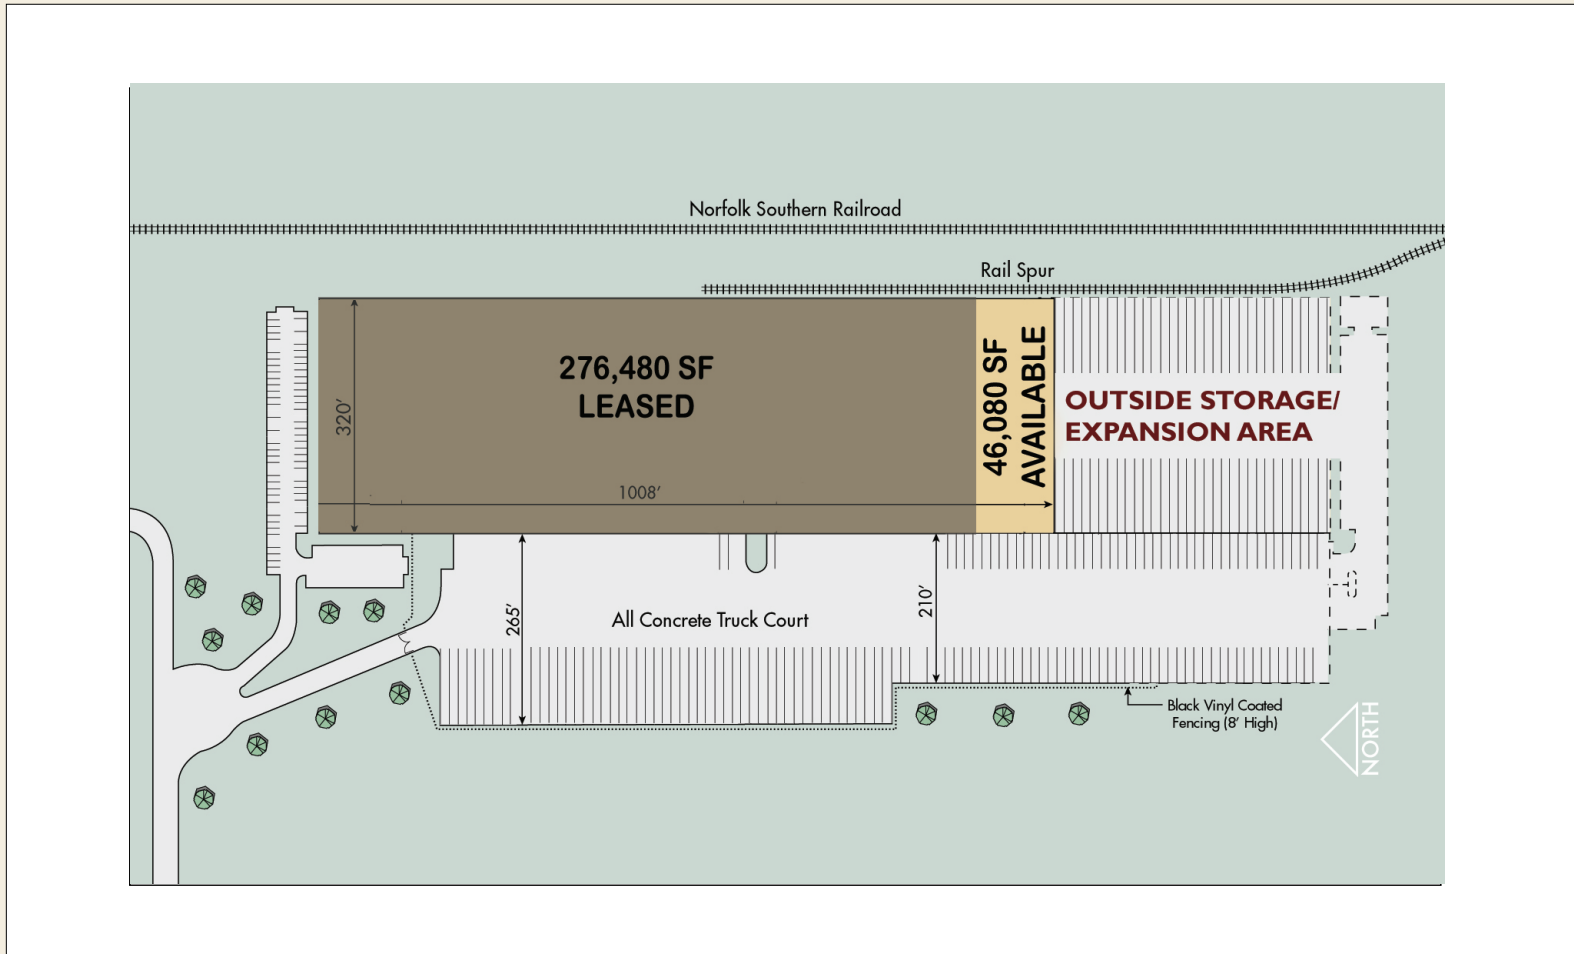 Norfolk Southern Railroad
Rail Spur
276,480 SF
LEASED
320’
1008’
46,080 SF
AVAILABLE
OUTSIDE STORAGE/
EXPANSION AREA
265’
All Concrete Truck Court
210’
Black Vinyl Coated
Fencing (8’ High)
NORTH